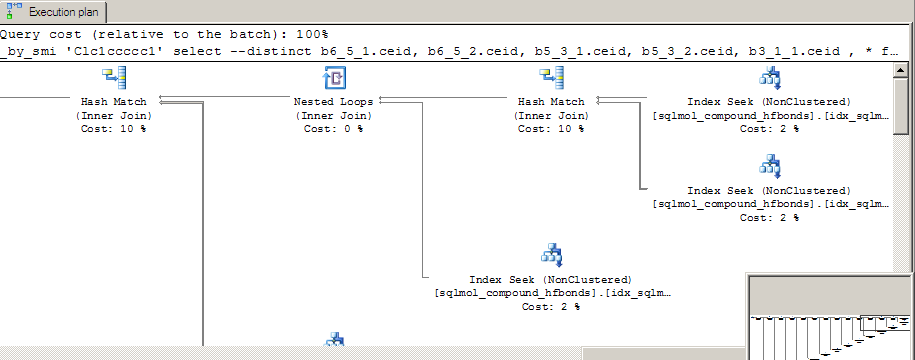 Execution plan
Query cost (relative to the batch): 100%
_by_smi 'Clc1ccccc1' select --distinct b6_5_1.ceid, b6_5_2.ceid, b5_3_1.ceid, b5_3_2.ceid, b3_1_1.ceid , * f...
Hash Match
(Inner Join)
Cost: 10 %
Nested Loops
(Inner Join)
Cost: 0 %
Hash Match
(Inner Join)
Cost: 10 %
Index Seek (NonClustered)
[sqlmol_compound_hfbonds].[idx_sqlm...
Cost: 2 %
Index Seek (NonClustered)
[sqlmol_compound_hfbonds].[idx_sqlm...
Cost: 2 %
Index Seek (NonClustered)
[sqlmol_compound_hfbonds].[idx_sqlm...
Cost: 2 %